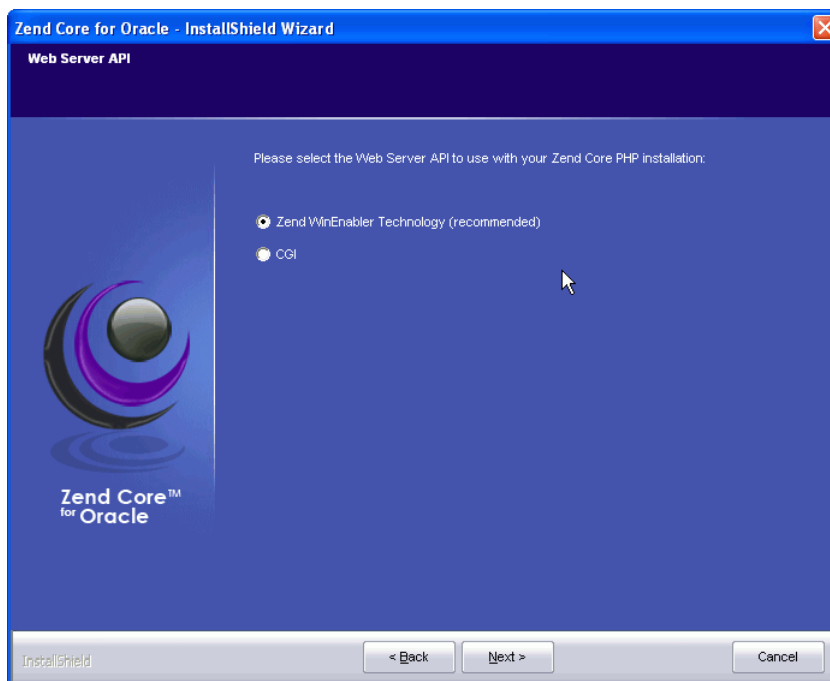 Zend Core for Oracle - InstallShield Wizard
Web Server API
Please select the Web Server API to use with your Zend Core PHP installation:
Zend WinEnabler Technology (recommended)
CGI
Zend Core™
for Oracle
InstallShield
< Back
Next >
Cancel